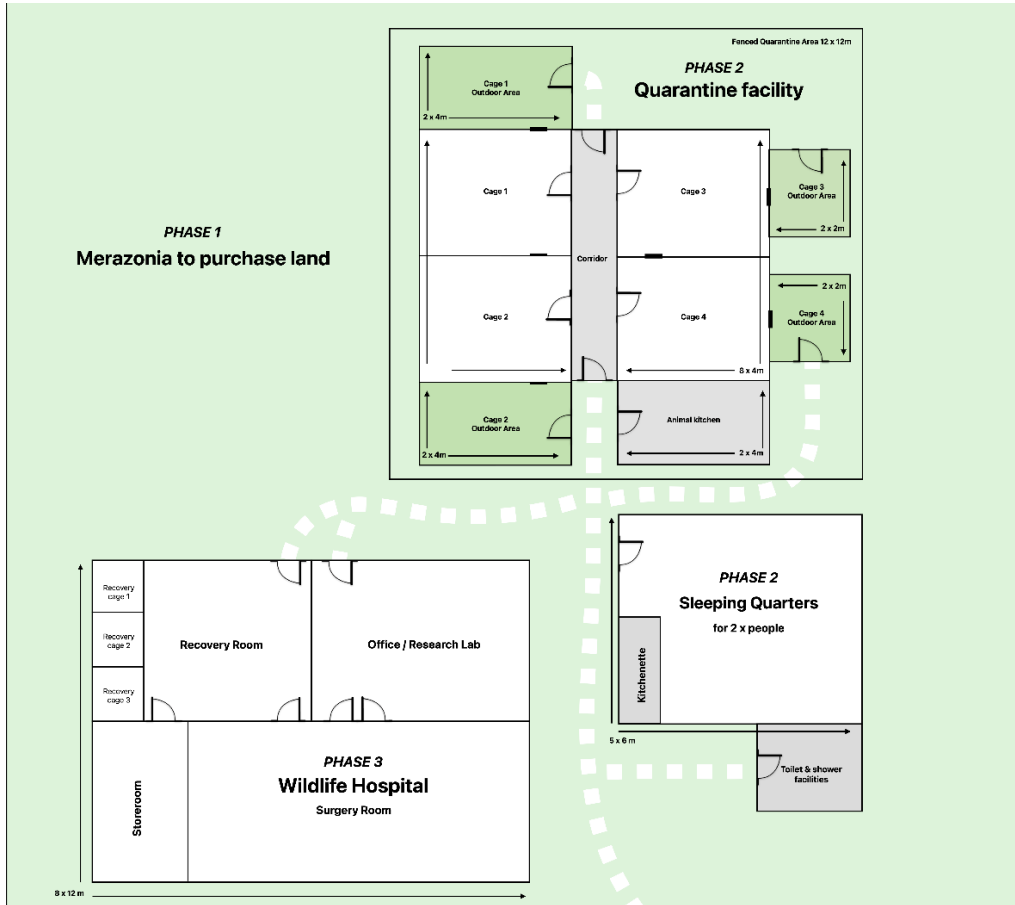 Fenced Quarantine Area 12 x 12m
PHASE 2
Quarantine facility
Cage 1
Outdoor Area
2 x 4m
Cage 1
Cage 3
Cage 3
Outdoor Area
2 x 2m
PHASE 1
Merazonia to purchase land
Corridor
2 x 2m
Cage 2
Cage 4
Cage 4
Outdoor Area
8 x 4m
Cage 2
Outdoor Area
2 x 4m
Animal kitchen
2 x 4m
PHASE 2
Sleeping Quarters
for 2 x people
Kitchenette
5 x 6 m
Toilet & shower
facilities
Recovery
cage 1
Recovery
cage 2
Recovery
cage 3
Recovery Room
Office / Research Lab
PHASE 3
Wildlife Hospital
Surgery Room
Storeroom
8 x 12 m